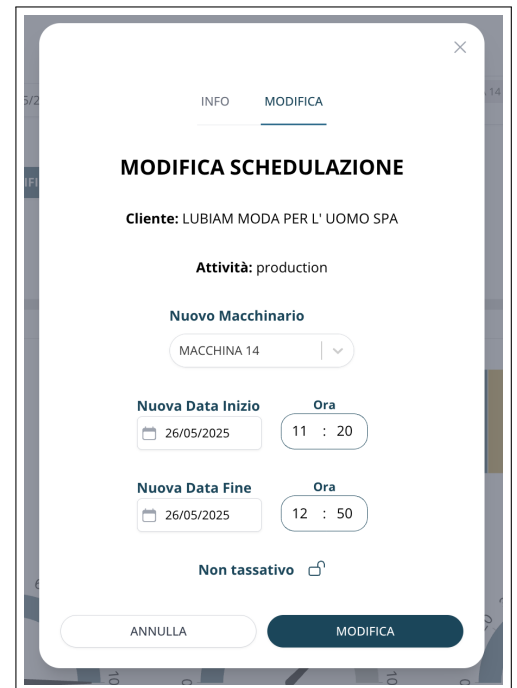 INFO MODIFICA
MODIFICA SCHEDULAZIONE
Cliente: LUBIAM MODA PER L' UOMO SPA
Attività: production
Nuovo Macchinario
MACCHINA 14
Nuova Data Inizio Ora
26/05/2025 11 : 20
Nuova Data Fine Ora
26/05/2025 12 : 50
Non tassativo
ANNULLA MODIFICA